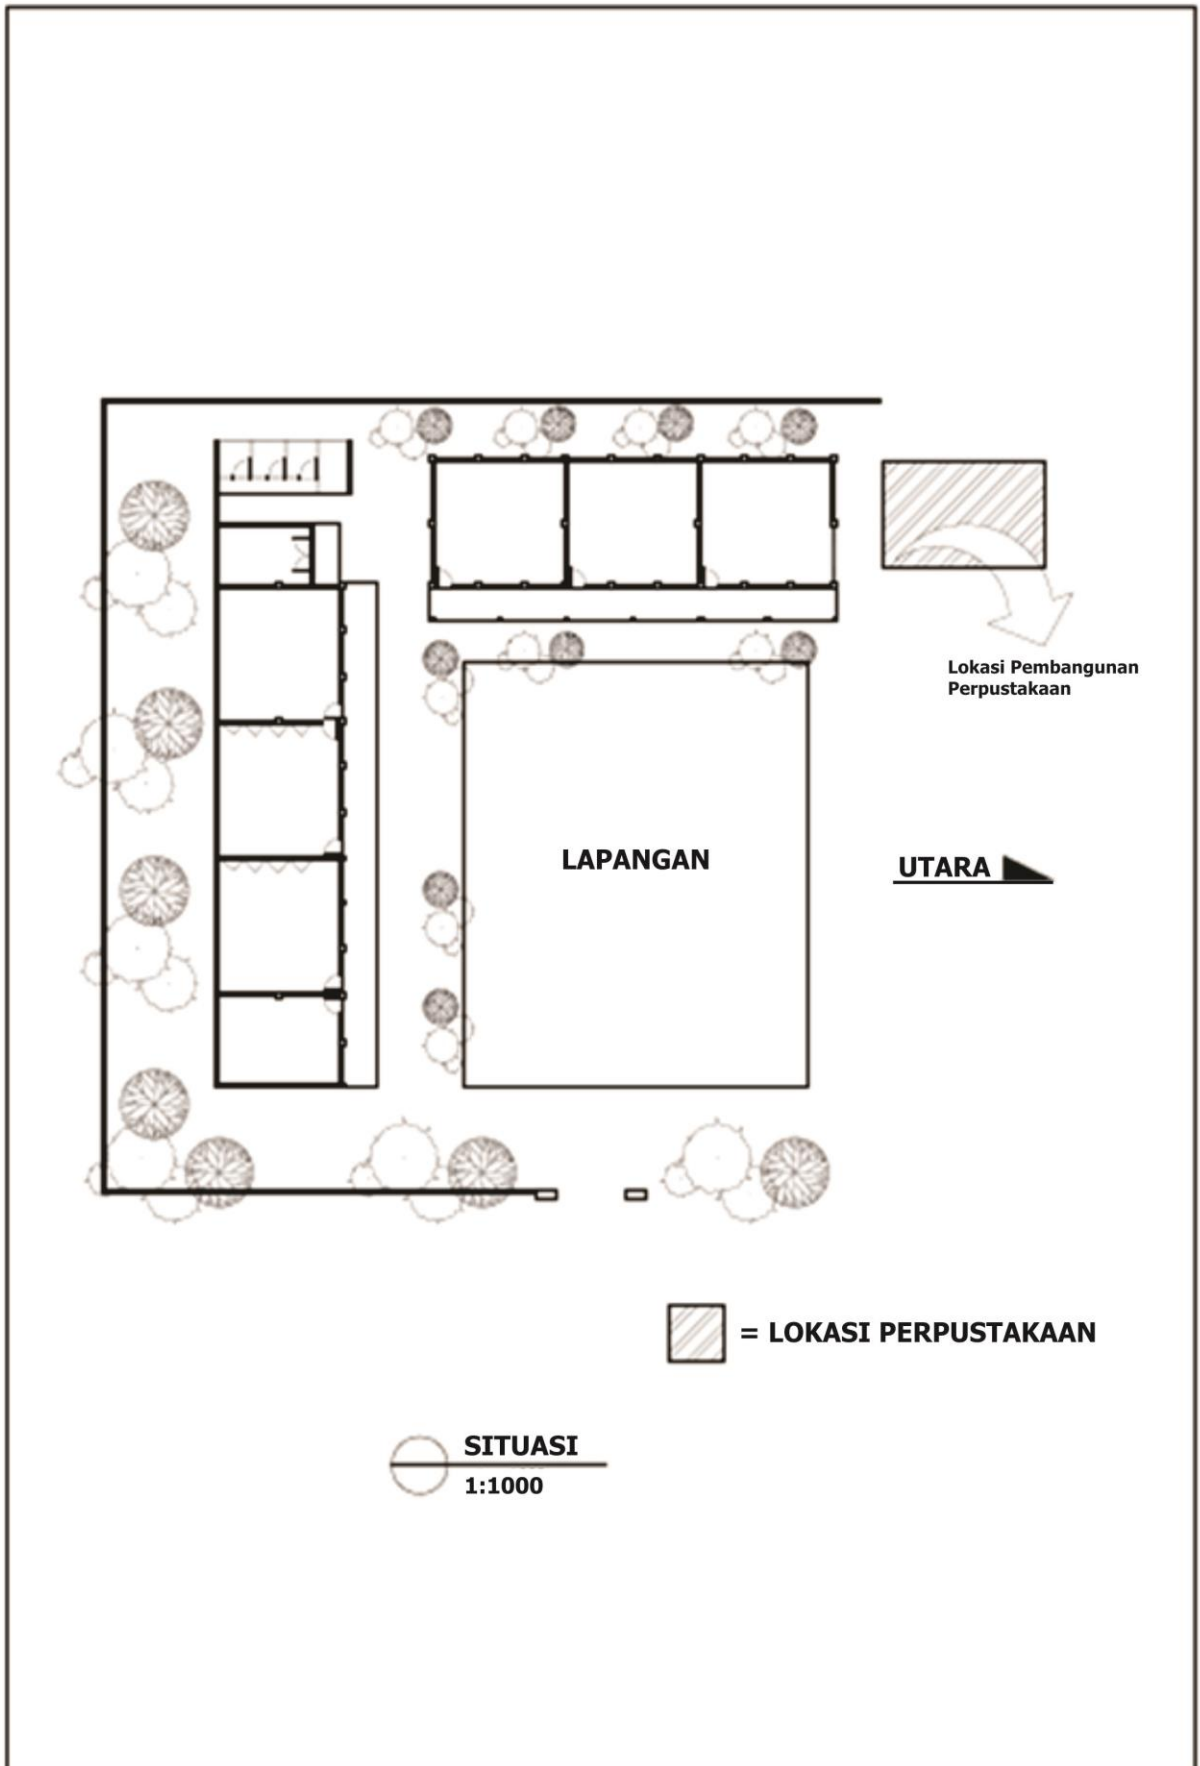 Lokasi Pembangunan
Perpustakaan
LAPANGAN
UTARA
= LOKASI PERPUSTAKAAN
SITUASI
1:1000